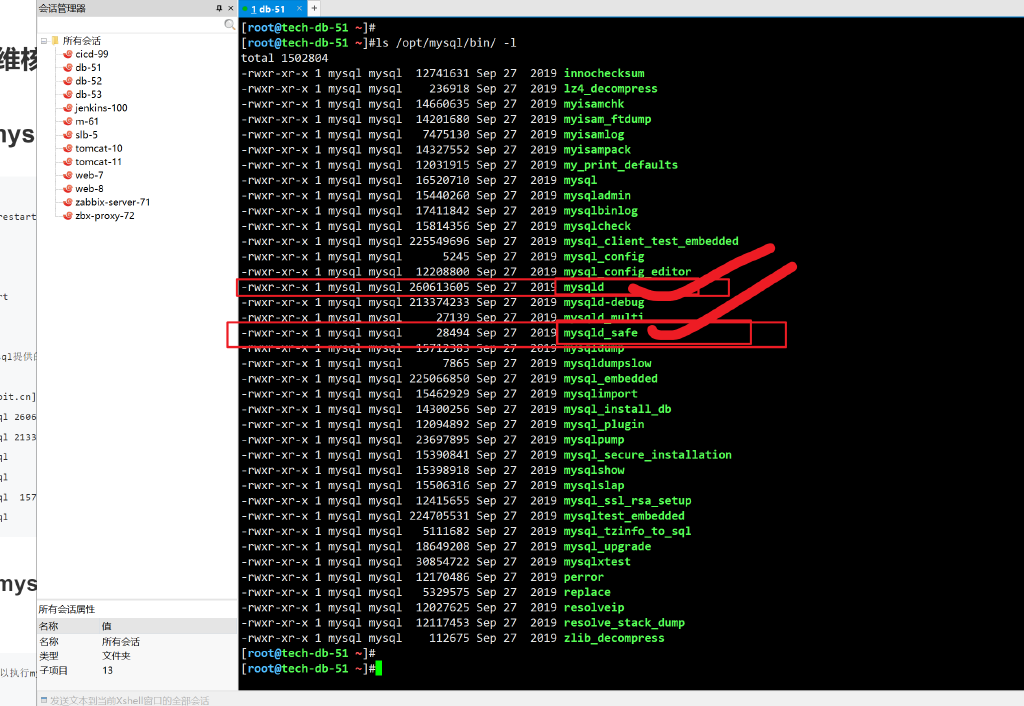 会话管理器
1 db-51
+
所有会话
cicd-99
db-51
db-52
db-53
jenkins-100
m-61
slb-5
tomcat-10
tomcat-11
web-7
web-8
zabbix-server-71
zbx-proxy-72
维核
mys
restart
rt
sql提供的
bit.cn]
ql 2606
ql 2133
ql
ql
ql 157
ql
mys
以执行my
所有会话属性
名称 值
名称 所有会话
类型 文件夹
子项目 13
发送文本到当前Xshell窗口的全部会话
[root@tech-db-51 ~]#
[root@tech-db-51 ~]#ls /opt/mysql/bin/ -l
total 1502804
-rwxr-xr-x 1 mysql mysql 12741631 Sep 27 2019 innochecksum
-rwxr-xr-x 1 mysql mysql 236918 Sep 27 2019 lz4_decompress
-rwxr-xr-x 1 mysql mysql 14660635 Sep 27 2019 myisamchk
-rwxr-xr-x 1 mysql mysql 14201680 Sep 27 2019 myisam_ftdump
-rwxr-xr-x 1 mysql mysql 7475130 Sep 27 2019 myisamlog
-rwxr-xr-x 1 mysql mysql 14327552 Sep 27 2019 myisampack
-rwxr-xr-x 1 mysql mysql 12031915 Sep 27 2019 my_print_defaults
-rwxr-xr-x 1 mysql mysql 16520710 Sep 27 2019 mysql
-rwxr-xr-x 1 mysql mysql 15440260 Sep 27 2019 mysqladmin
-rwxr-xr-x 1 mysql mysql 17411842 Sep 27 2019 mysqlbinlog
-rwxr-xr-x 1 mysql mysql 15814356 Sep 27 2019 mysqlcheck
-rwxr-xr-x 1 mysql mysql 225549696 Sep 27 2019 mysql_client_test_embedded
-rwxr-xr-x 1 mysql mysql 5245 Sep 27 2019 mysql_config
-rwxr-xr-x 1 mysql mysql 12208800 Sep 27 2019 mysql_config_editor
-rwxr-xr-x 1 mysql mysql 260613605 Sep 27 2019 mysqld
-rwxr-xr-x 1 mysql mysql 213374233 Sep 27 2019 mysqld-debug
-rwxr-xr-x 1 mysql mysql 27139 Sep 27 2019 mysqld_multi
-rwxr-xr-x 1 mysql mysql 28494 Sep 27 2019 mysqld_safe
-rwxr-xr-x 1 mysql mysql 15712383 Sep 27 2019 mysqldump
-rwxr-xr-x 1 mysql mysql 7865 Sep 27 2019 mysqldumpslow
-rwxr-xr-x 1 mysql mysql 225066850 Sep 27 2019 mysql_embedded
-rwxr-xr-x 1 mysql mysql 15462929 Sep 27 2019 mysqlimport
-rwxr-xr-x 1 mysql mysql 14300256 Sep 27 2019 mysql_install_db
-rwxr-xr-x 1 mysql mysql 12094892 Sep 27 2019 mysql_plugin
-rwxr-xr-x 1 mysql mysql 23697895 Sep 27 2019 mysqlpump
-rwxr-xr-x 1 mysql mysql 15390841 Sep 27 2019 mysql_secure_installation
-rwxr-xr-x 1 mysql mysql 15398918 Sep 27 2019 mysqlshow
-rwxr-xr-x 1 mysql mysql 15506316 Sep 27 2019 mysqlslap
-rwxr-xr-x 1 mysql mysql 12415655 Sep 27 2019 mysql_ssl_rsa_setup
-rwxr-xr-x 1 mysql mysql 224705531 Sep 27 2019 mysqltest_embedded
-rwxr-xr-x 1 mysql mysql 5111682 Sep 27 2019 mysql_tzinfo_to_sql
-rwxr-xr-x 1 mysql mysql 18649208 Sep 27 2019 mysql_upgrade
-rwxr-xr-x 1 mysql mysql 30854722 Sep 27 2019 mysqlxtest
-rwxr-xr-x 1 mysql mysql 12170486 Sep 27 2019 perror
-rwxr-xr-x 1 mysql mysql 5329575 Sep 27 2019 replace
-rwxr-xr-x 1 mysql mysql 12027625 Sep 27 2019 resolveip
-rwxr-xr-x 1 mysql mysql 12117453 Sep 27 2019 resolve_stack_dump
-rwxr-xr-x 1 mysql mysql 112675 Sep 27 2019 zlib_decompress
[root@tech-db-51 ~]#
[root@tech-db-51 ~]#